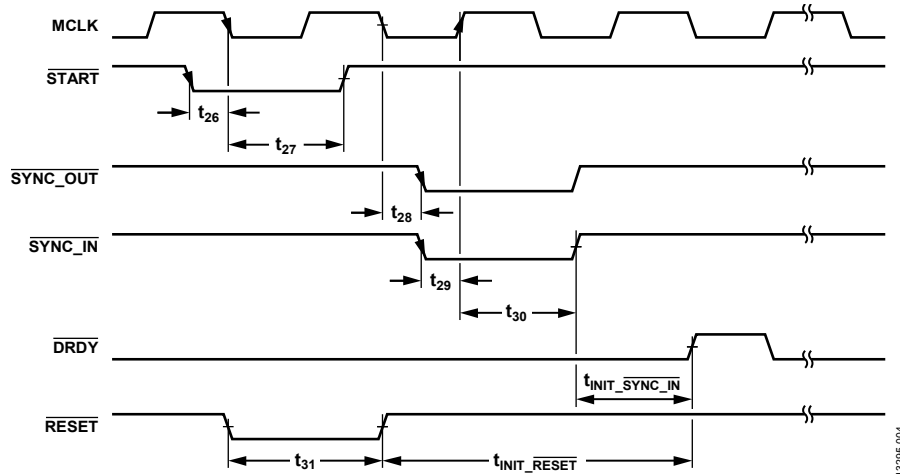 MCLK
START
t26
t27
SYNC_OUT
t28
SYNC_IN
t29
t30
DRDY
tINIT_SYNC_IN
RESET
t31
tINIT_RESET